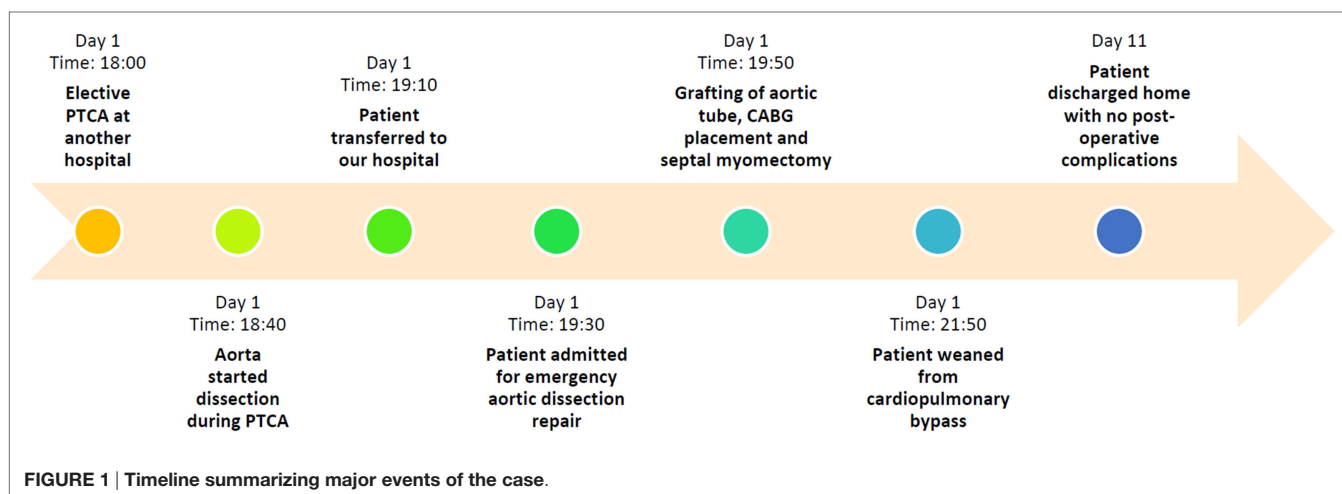 Day 1
Time: 18:00
Elective
PTCA at
another
hospital
Day 1
Time: 18:40
Aorta
started
dissection
during PTCA
Day 1
Time: 19:10
Patient
transferred to
our hospital
Day 1
Time: 19:30
Patient admitted
for emergency
aortic dissection
repair
Day 1
Time: 19:50
Grafting of aortic
tube, CABG
placement and
septal myomectomy
Day 1
Time: 21:50
Patient weaned
from
cardiopulmonary
bypass
Day 11
Patient
discharged home
with no post-
operative
complications
FIGURE 1 | Timeline summarizing major events of the case.